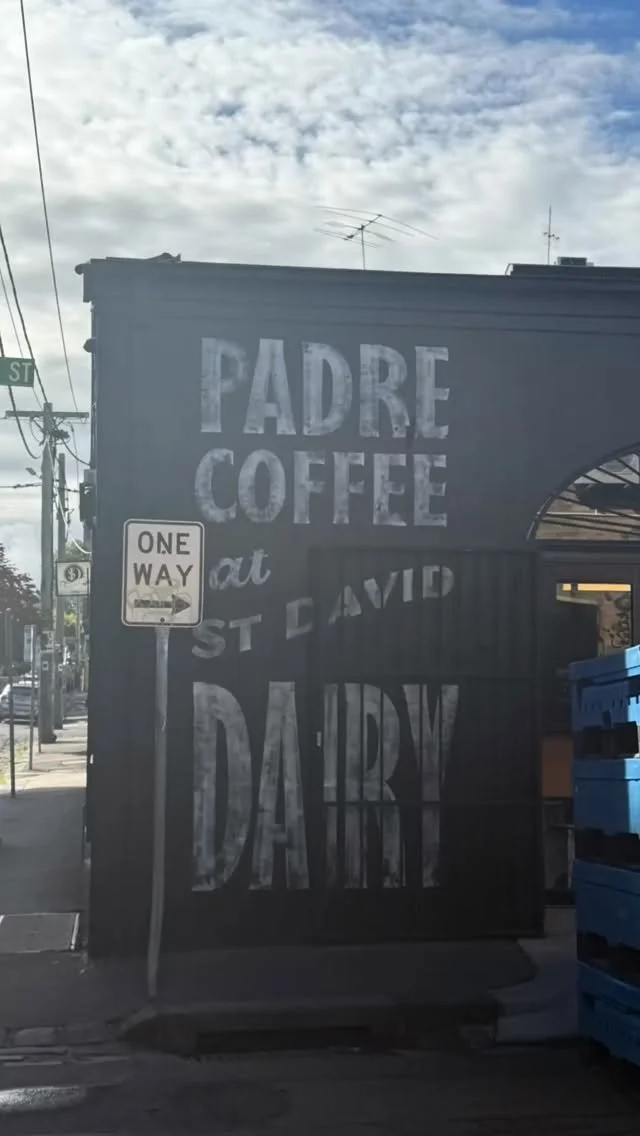 PADRE
COFFEE
at
ST DAVID
DAIRY
ST
ONE
WAY